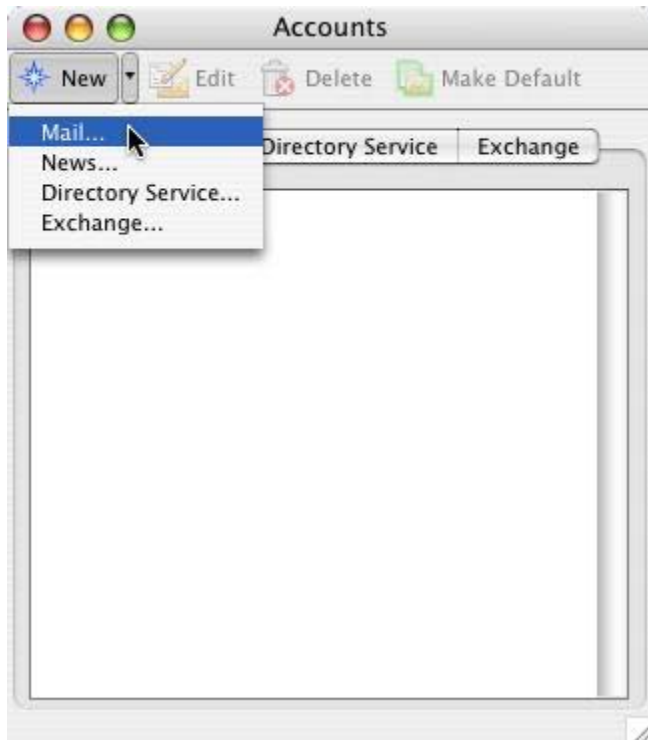 Accounts
New Edit Delete Make Default
Mail...
Directory Service Exchange
News...
Directory Service...
Exchange...